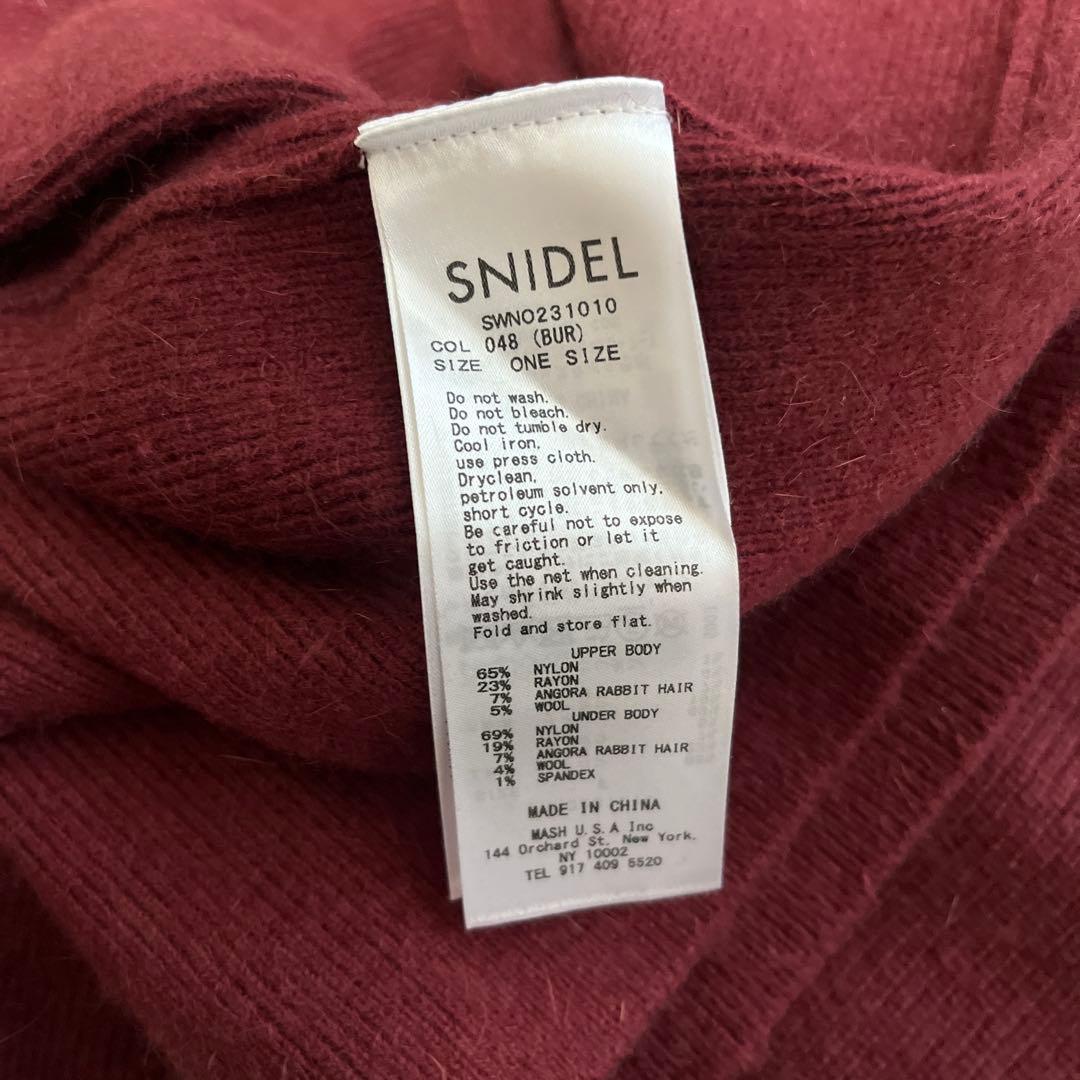 SNIDEL
SWNO231010
COL 048 (BUR)
SIZE ONE SIZE
Do not wash.
Do not bleach.
Do not tumble dry.
Cool iron,
use press cloth.
Dryclean,
petroleum solvent only,
short cycle.
Be careful not to expose
to friction or let it
get caught.
Use the net when cleaning.
May shrink slightly when
washed.
Fold and store flat.
UPPER BODY
65% NYLON
23% RAYON
7% ANGORA RABBIT HAIR
5% WOOL
UNDER BODY
69% NYLON
19% RAYON
7% ANGORA RABBIT HAIR
4% WOOL
1% SPANDEX
MADE IN CHINA
MASH U.S.A Inc
144 Orchard St. New York.
NY 10002
TEL 917 409 5520